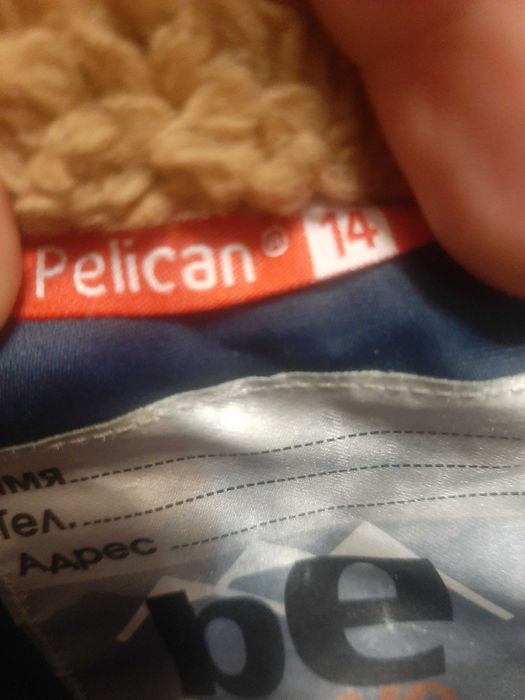 Pelican® 14
Имя
Тел.
Адрес
be